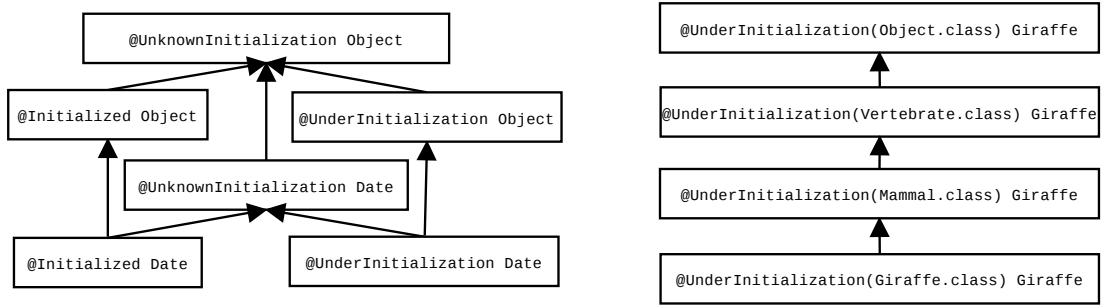 @UnknownInitialization Object
@Initialized Object
@UnderInitialization Object
@UnknownInitialization Date
@Initialized Date
@UnderInitialization Date
@UnderInitialization(Object.class) Giraffe
@UnderInitialization(Vertebrate.class) Giraffe
@UnderInitialization(Mammal.class) Giraffe
@UnderInitialization(Giraffe.class) Giraffe